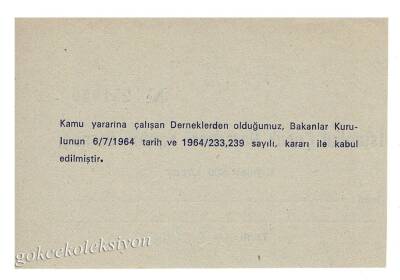 Kamu yararına çalışan Derneklerden olduğumuz, Bakanlar Kuru-
lunun 6/7/1964 tarih ve 1964/233,239 sayılı, kararı ile kabul
edilmiştir.
gokcekoleksiyon